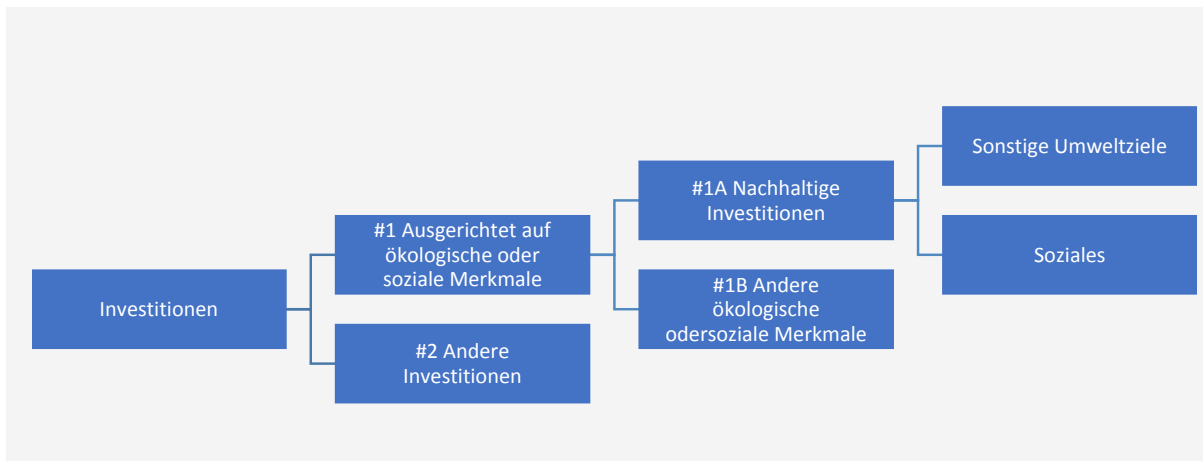 Investitionen
#1 Ausgerichtet auf
ökologische oder
soziale Merkmale
#2 Andere
Investitionen
#1A Nachhaltige
Investitionen
#1B Andere
ökologische
odersoziale Merkmale
Sonstige Umweltziele
Soziales